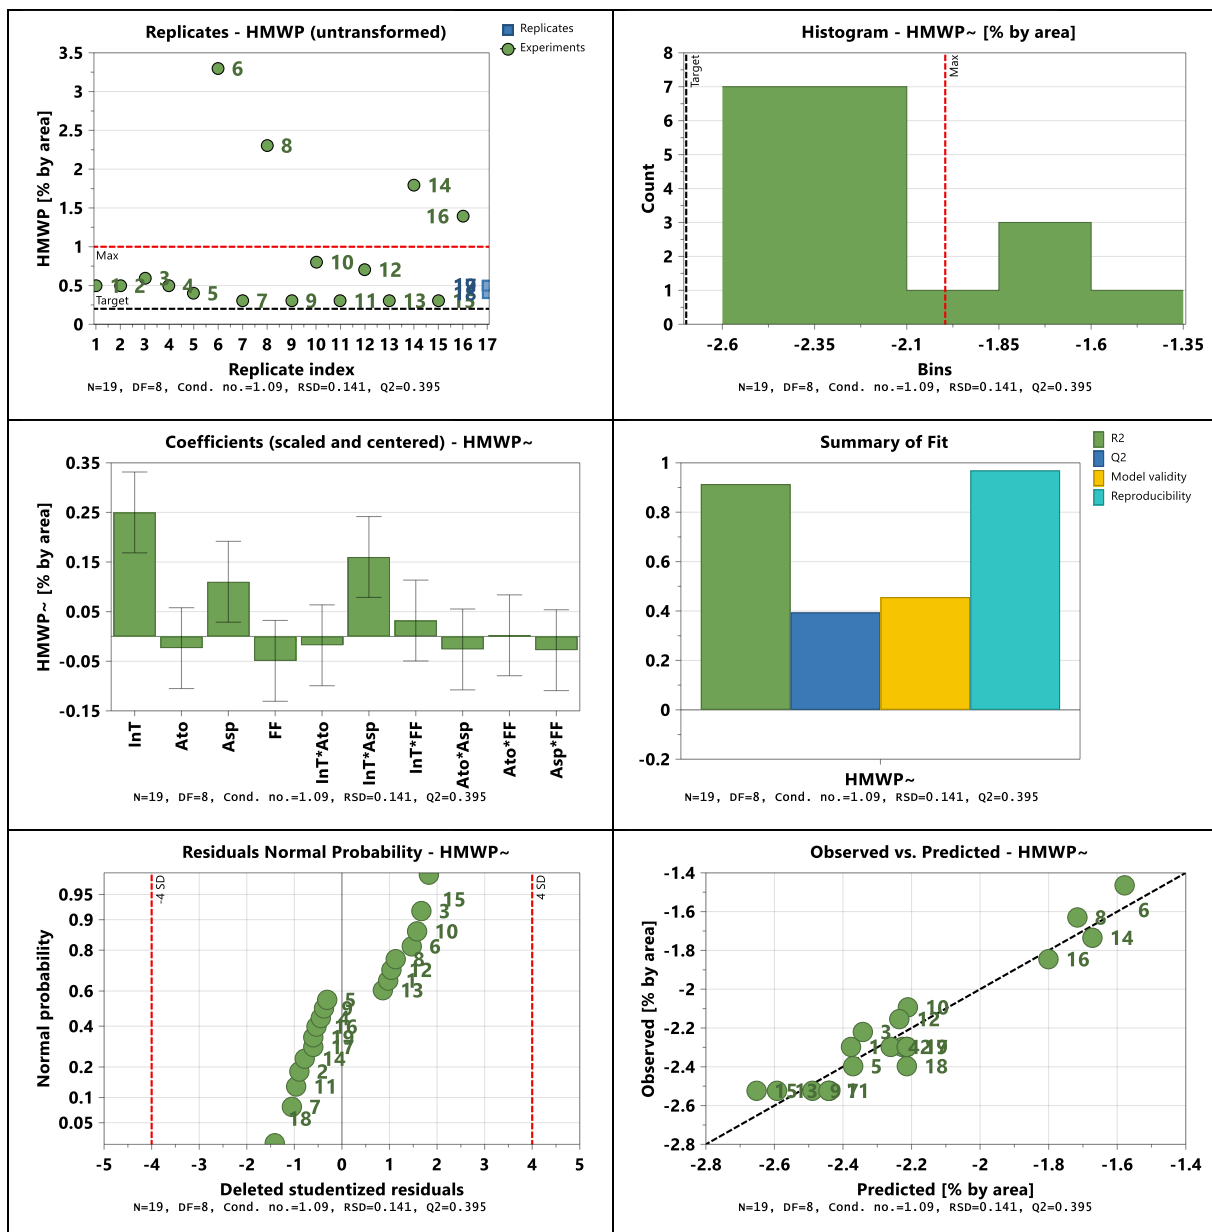 Replicates - HMWP (untransformed)
Replicates
Experiments
HMWP [% by area]
3.5
3
2.5
2
1.5
1
0.5
0
Max
Target
1 2 3 4 5 6 7 8 9 10 11 12 13 14 15 16
1 2 3 4 5 6 7 8 9 10 11 12 13 14 15 16 17
Replicate index
N=19, DF=8, Cond. no.=1.09, RSD=0.141, Q2=0.395
Histogram - HMWP~ [% by area]
Count
8
7
6
5
4
3
2
1
0
Target
Max
-2.6 -2.35 -2.1 -1.85 -1.6 -1.35
Bins
N=19, DF=8, Cond. no.=1.09, RSD=0.141, Q2=0.395
Coefficients (scaled and centered) - HMWP~
HMWP~ [% by area]
0.35
0.25
0.15
0.05
-0.05
-0.15
InT
Ato
Asp
FF
InT*Ato
InT*Asp
InT*FF
Ato*Asp
Ato*FF
Asp*FF
N=19, DF=8, Cond. no.=1.09, RSD=0.141, Q2=0.395
Summary of Fit
R2
Q2
Model validity
Reproducibility
1
0.8
0.6
0.4
0.2
0
-0.2
HMWP~
N=19, DF=8, Cond. no.=1.09, RSD=0.141, Q2=0.395
Residuals Normal Probability - HMWP~
Normal probability
0.95
0.9
0.8
0.6
0.4
0.2
0.1
0.05
-4 SD
4 SD
15
3
10
6
8
12
1
13
5
9
4
16
19
17
14
2
11
7
18
-5 -4 -3 -2 -1 0 1 2 3 4 5
Deleted studentized residuals
N=19, DF=8, Cond. no.=1.09, RSD=0.141, Q2=0.395
Observed vs. Predicted - HMWP~
Observed [% by area]
-1.4
-1.6
-1.8
-2
-2.2
-2.4
-2.6
-2.8
6
8
14
16
10
12
3
1
5
18
-2.8 -2.6 -2.4 -2.2 -2 -1.8 -1.6 -1.4
Predicted [% by area]
N=19, DF=8, Cond. no.=1.09, RSD=0.141, Q2=0.395